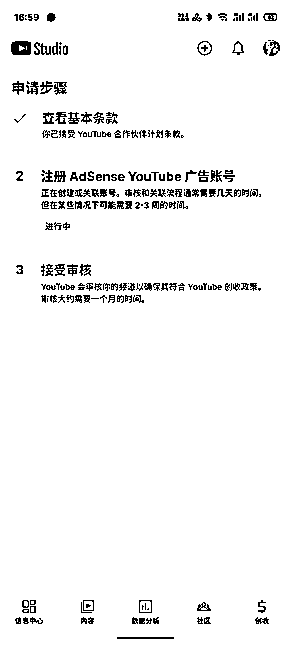 16:59
Studio
申请步骤
查看基本条款
你已接受 YouTube 合作伙伴计划条款。
2 注册 AdSense YouTube 广告账号
正在创建或关联账号。审核和关联流程通常需要几天的时间，
但在某些情况下可能需要 2-3 周的时间。
进行中
3 接受审核
YouTube 会审核你的频道以确保其符合 YouTube 创收政策。
审核大约需要一个月的时间。
信息中心 内容 数据分析 社区 创收